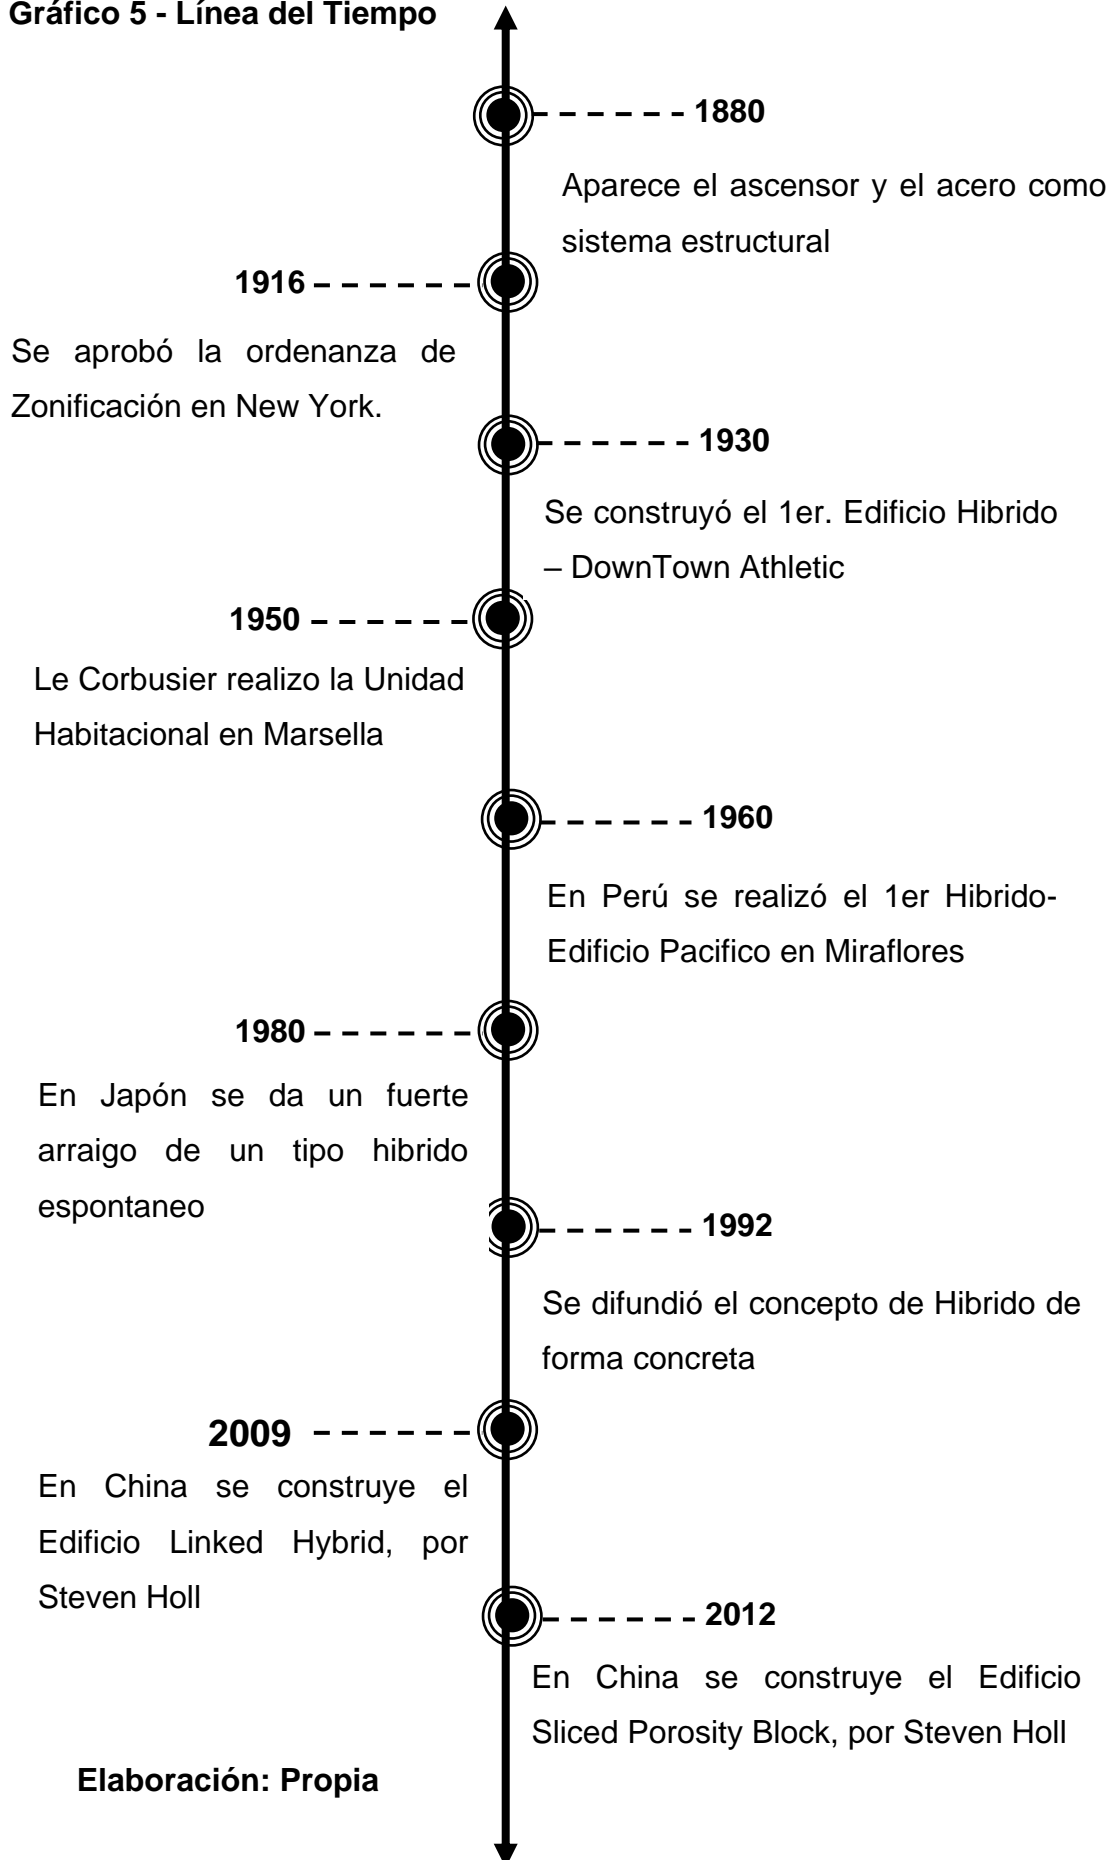 Gráfico 5 - Línea del Tiempo
1880
Aparece el ascensor y el acero como
sistema estructural
1916
Se aprobó la ordenanza de
Zonificación en New York.
1930
Se construyó el 1er. Edificio Hibrido
– DownTown Athletic
1950
Le Corbusier realizo la Unidad
Habitacional en Marsella
1960
En Perú se realizó el 1er Hibrido-
Edificio Pacifico en Miraflores
1980
En Japón se da un fuerte
arraigo de un tipo hibrido
espontaneo
1992
Se difundió el concepto de Hibrido de
forma concreta
2009
En China se construye el
Edificio Linked Hybrid, por
Steven Holl
2012
En China se construye el Edificio
Sliced Porosity Block, por Steven Holl
Elaboración: Propia